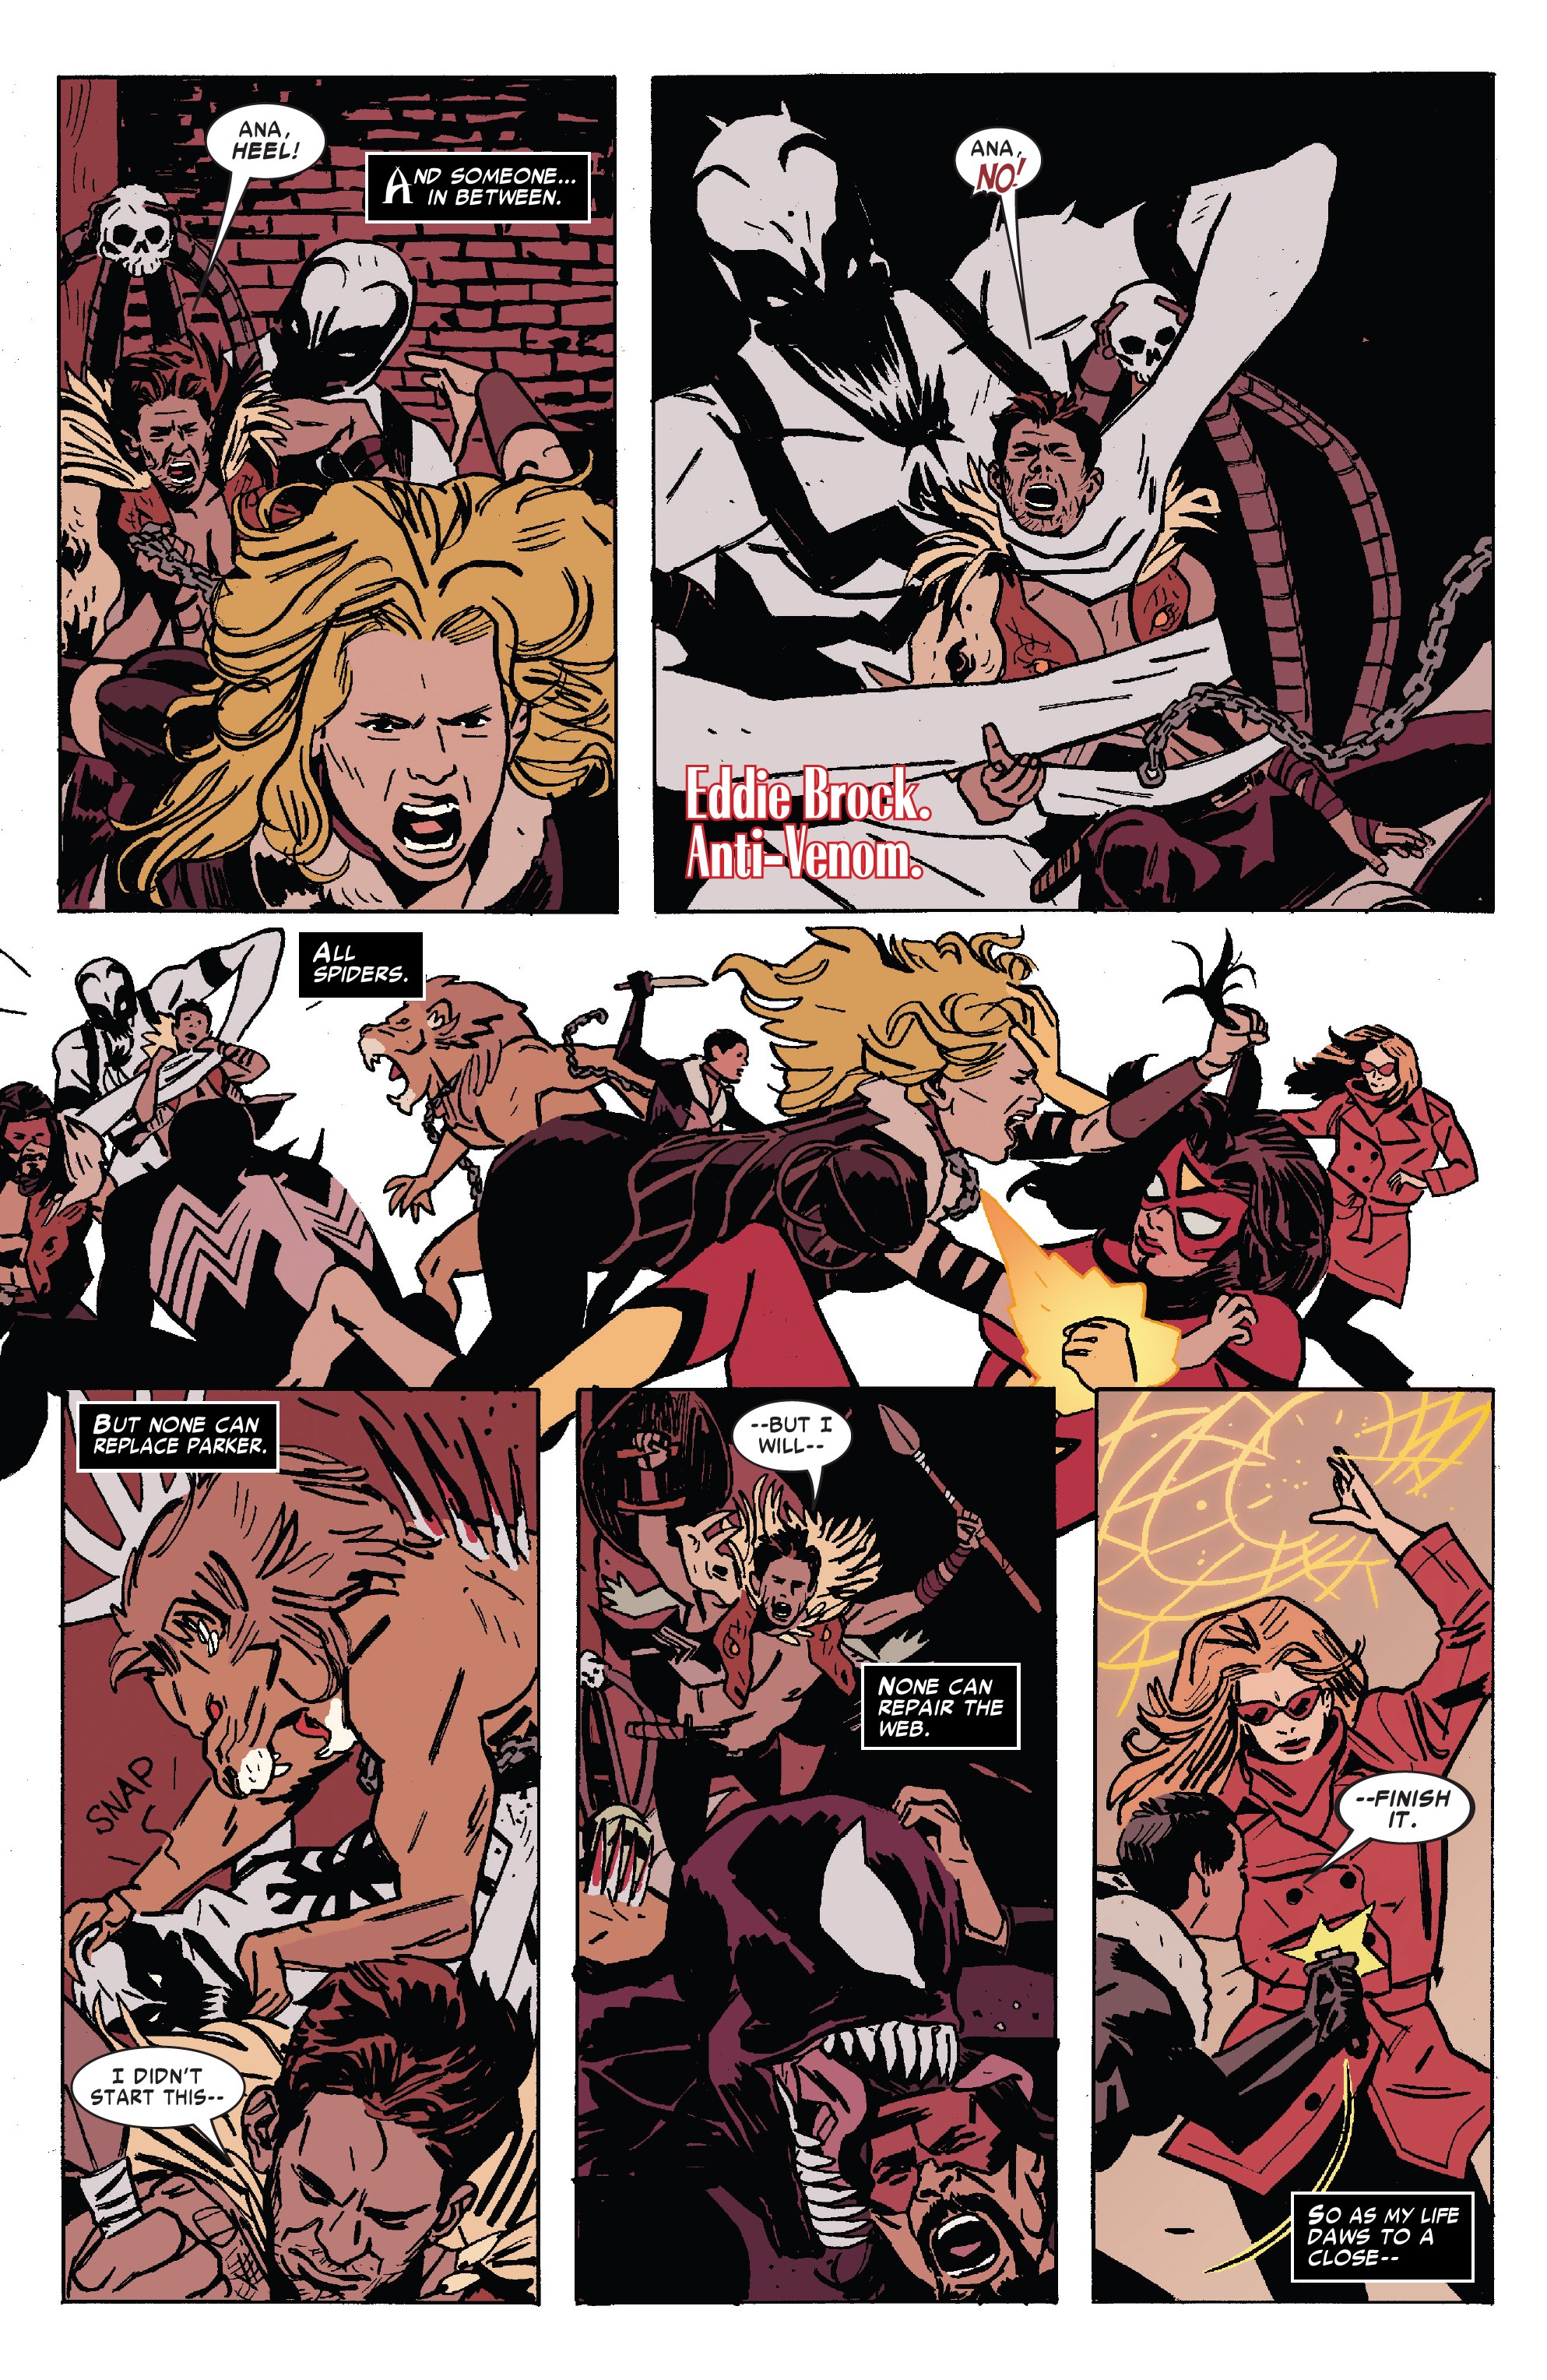 ANA,
HEEL!
AND SOMEONE...
IN BETWEEN.
ANA,
NO!
Eddie Brock.
Anti-Venom.
ALL
SPIDERS.
BUT NONE CAN
REPLACE PARKER.
SNAP
I DIDN'T
START THIS--
--BUT I
WILL--
NONE CAN
REPAIR THE
WEB.
--FINISH
IT.
SO AS MY LIFE
DAWS TO A
CLOSE--